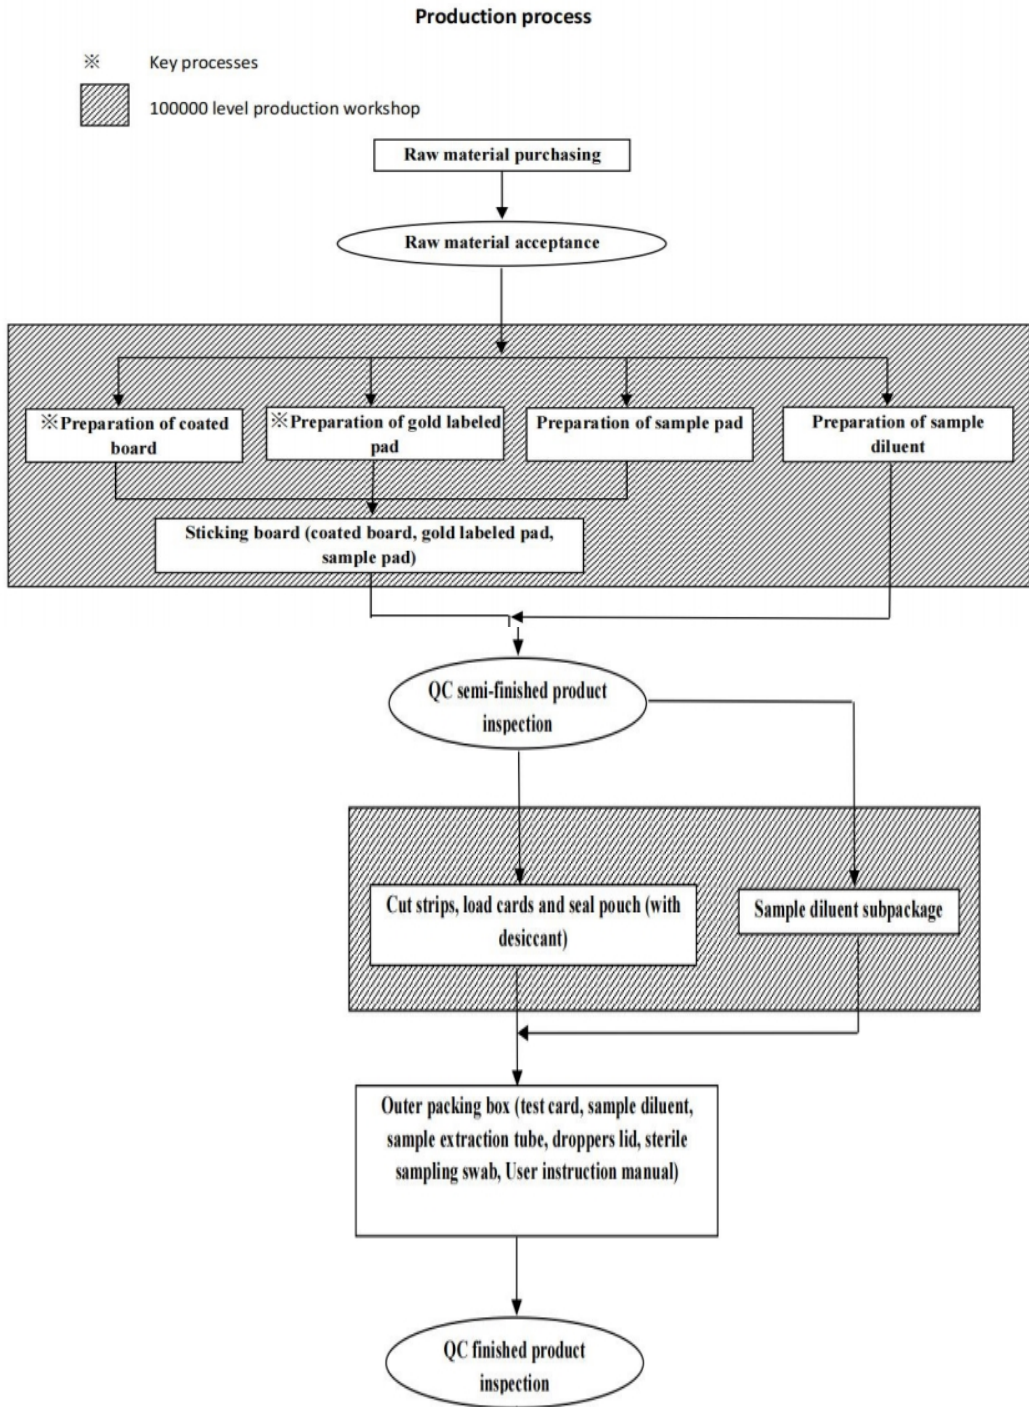 Production process
※ Key processes
100000 level production workshop
Raw material purchasing
Raw material acceptance
※Preparation of coated
board
※Preparation of gold labeled
pad
Preparation of sample pad
Preparation of sample
diluent
Sticking board (coated board, gold labeled pad,
sample pad)
QC semi-finished product
inspection
Cut strips, load cards and seal pouch (with
desiccant)
Sample diluent subpackage
Outer packing box (test card, sample diluent,
sample extraction tube, droppers lid, sterile
sampling swab, User instruction manual)
QC finished product
inspection